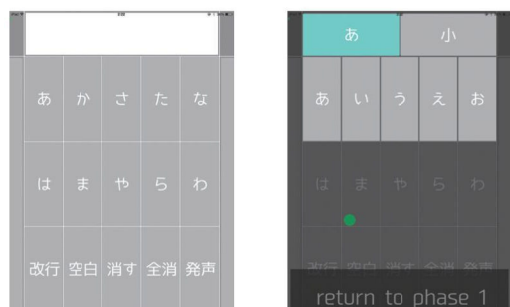 あ か さ た な
は ま や ら わ
改行 空白 消す 全消 発声
あ 小
あ い う え お
は ま や ら わ
改行 空白 消す 全消 発声
return to phase 1